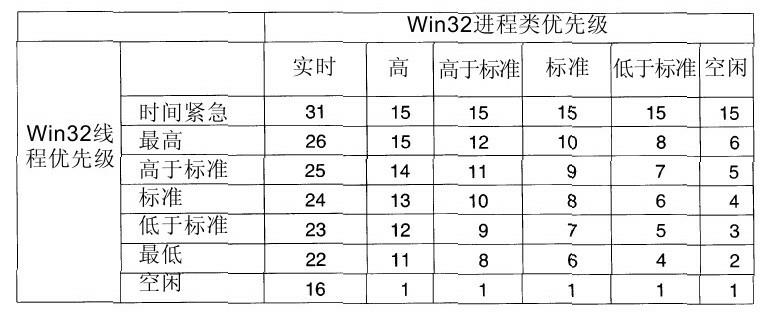 Win32进程类优先级
实时 高 高于标准 标准 低于标准 空闲
Win32线程优先级
时间紧急 31 15 15 15 15 15
最高 26 15 12 10 8 6
高于标准 25 14 11 9 7 5
标准 24 13 10 8 6 4
低于标准 23 12 9 7 5 3
最低 22 11 8 6 4 2
空闲 16 1 1 1 1 1